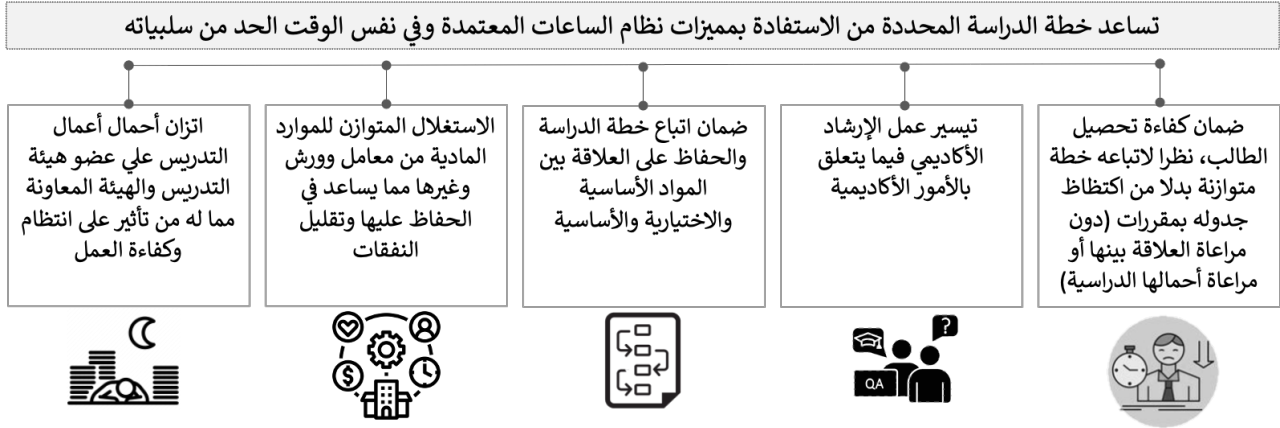 تساعد خطة الدراسة المحددة من الاستفادة بمميزات نظام الساعات المعتمدة وفي نفس الوقت الحد من سلبياته
ضمان كفاءة تحصيل
الطالب، نظرا لاتباعه خطة
متوازنة بدلا من اكتظاظ
جدوله بمقررات (دون
مراعاة العلاقة بينها أو
مراعاة أحمالها الدراسية)
تيسير عمل الإرشاد
الأكاديمي فيما يتعلق
بالأمور الأكاديمية
ضمان اتباع خطة الدراسة
والحفاظ على العلاقة بين
المواد الأساسية
والاختيارية والأساسية
الاستغلال المتوازن للموارد
المادية من معامل وورش
وغيرها مما يساعد في
الحفاظ عليها وتقليل
النفقات
اتزان أحمال أعمال
التدريس علي عضو هيئة
التدريس والهيئة المعاونة
مما له من تأثير على انتظام
وكفاءة العمل
?
QA
$